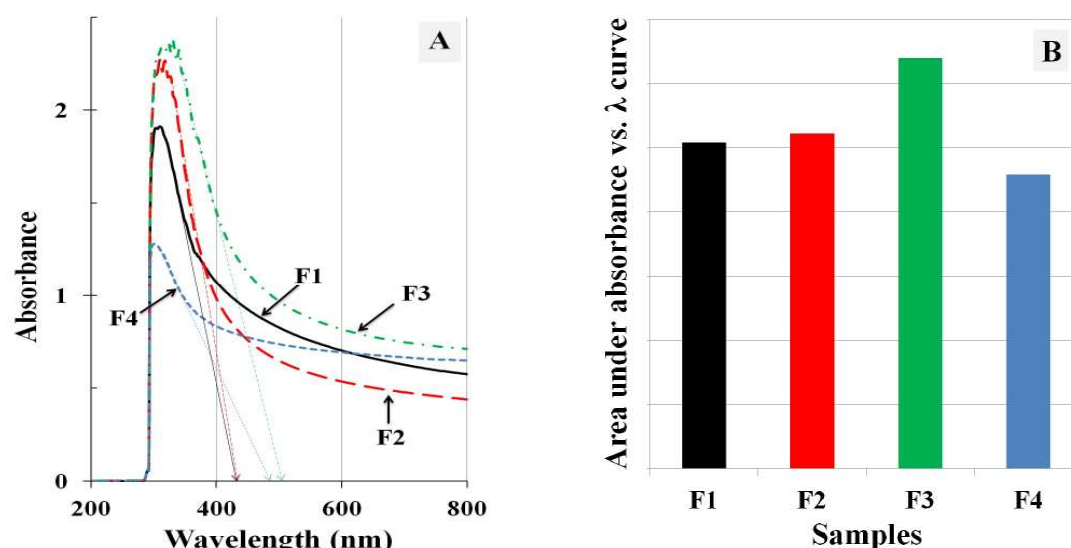 A
2
1
0
Absorbance
F1
F3
F4
F2
200 400 600 800
Wavelength (nm)
B
Area under absorbance vs. λ curve
F1 F2 F3 F4
Samples